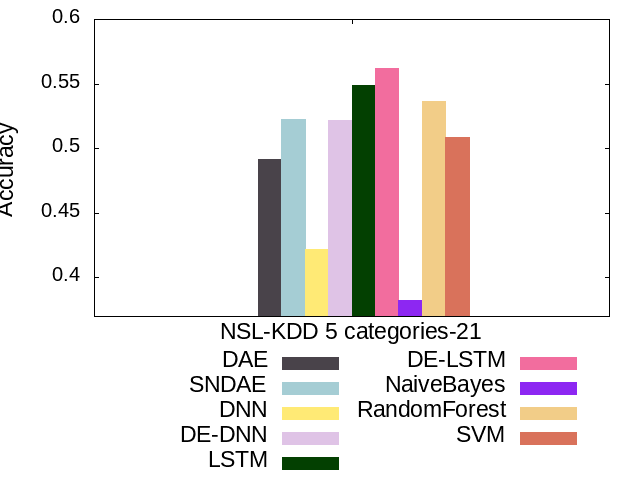 0.6
0.55
0.5
0.45
0.4
Accuracy
NSL-KDD 5 categories-21
DAE
SNDAE
DNN
DE-DNN
LSTM
DE-LSTM
NaiveBayes
RandomForest
SVM